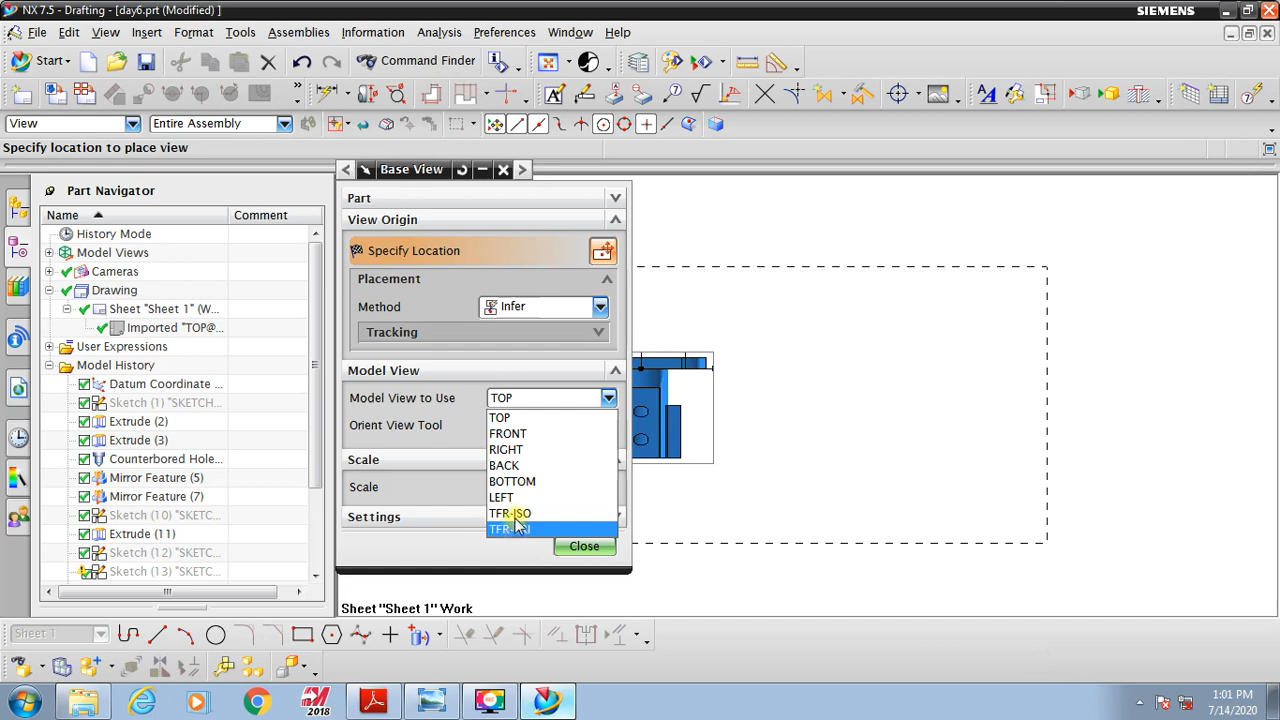 NX 7.5 - Drafting - [day6.prt (Modified) ]
SIEMENS
File Edit View Insert Format Tools Assemblies Information Analysis Preferences Window Help
Start
Command Finder
View
Entire Assembly
Specify location to place view
Part Navigator
Name
Comment
History Mode
Model Views
Cameras
Drawing
Sheet "Sheet 1" (W...
Imported "TOP@...
User Expressions
Model History
Datum Coordinate ...
Sketch (1) "SKETCH...
Extrude (2)
Extrude (3)
Counterbored Hole...
Mirror Feature (5)
Mirror Feature (7)
Sketch (10) "SKETC...
Extrude (11)
Sketch (12) "SKETC...
Sketch (13) "SKETC...
Base View
Part
View Origin
Specify Location
Placement
Method
Infer
Tracking
Model View
Model View to Use
TOP
Orient View Tool
TOP
FRONT
RIGHT
BACK
BOTTOM
LEFT
TFR-ISO
Scale
Scale
Settings
Close
Sheet "Sheet 1" Work
Sheet 1
2018
1:01 PM
7/14/2020